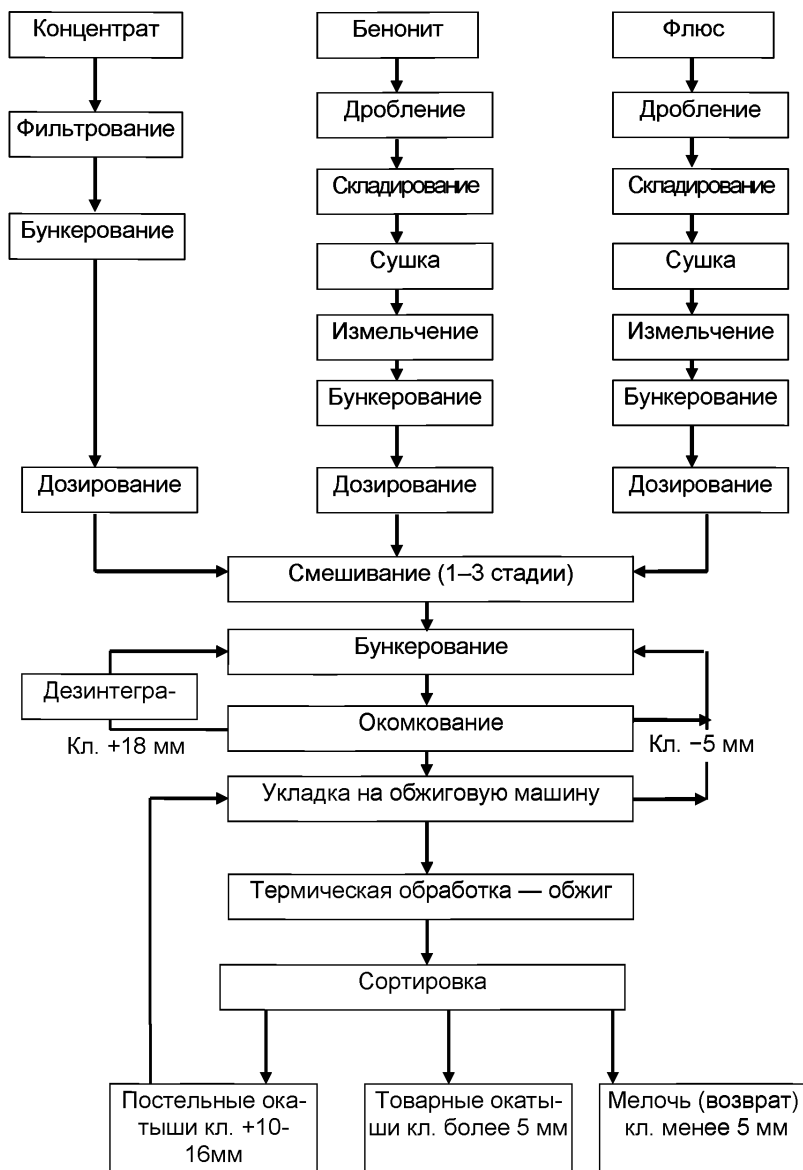 Концентрат
Бенонит
Флюс
Фильтрование
Дробление
Дробление
Бункерование
Складирование
Складирование
Сушка
Сушка
Измельчение
Измельчение
Бункерование
Бункерование
Дозирование
Дозирование
Дозирование
Смешивание (1–3 стадии)
Бункерование
Дезинтегра-
Окомкование
Кл. +18 мм
Кл. −5 мм
Укладка на обжиговую машину
Термическая обработка — обжиг
Сортировка
Постельные ока-
тыши кл. +10-
16мм
Товарные окаты-
ши кл. более 5 мм
Мелочь (возврат)
кл. менее 5 мм